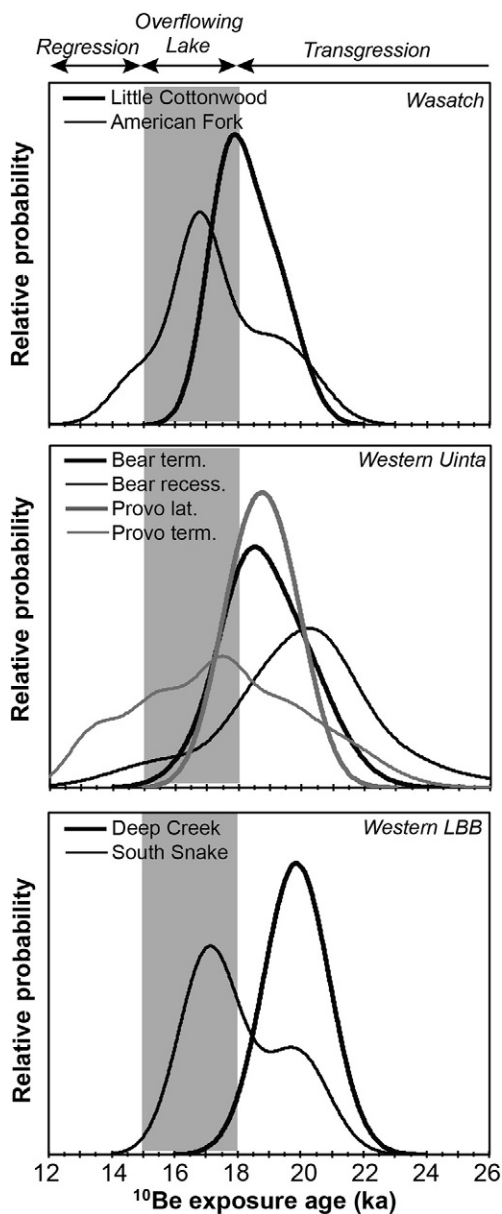 Overflowing
Regression Lake Transgression
Little Cottonwood Wasatch
American Fork
Relative probability
Bear term. Western Uinta
Bear recess.
Provo lat.
Provo term.
Relative probability
Deep Creek Western LBB
South Snake
Relative probability
12 14 16 18 20 22 24 26
¹⁰Be exposure age (ka)